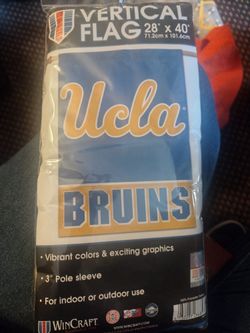 VERTICAL
FLAG 28" x 40"
71.2cm x 101.6cm
Ucla
BRUINS
• Vibrant colors & exciting graphics
• 3" Pole sleeve
• For indoor or outdoor use
WINCRAFT